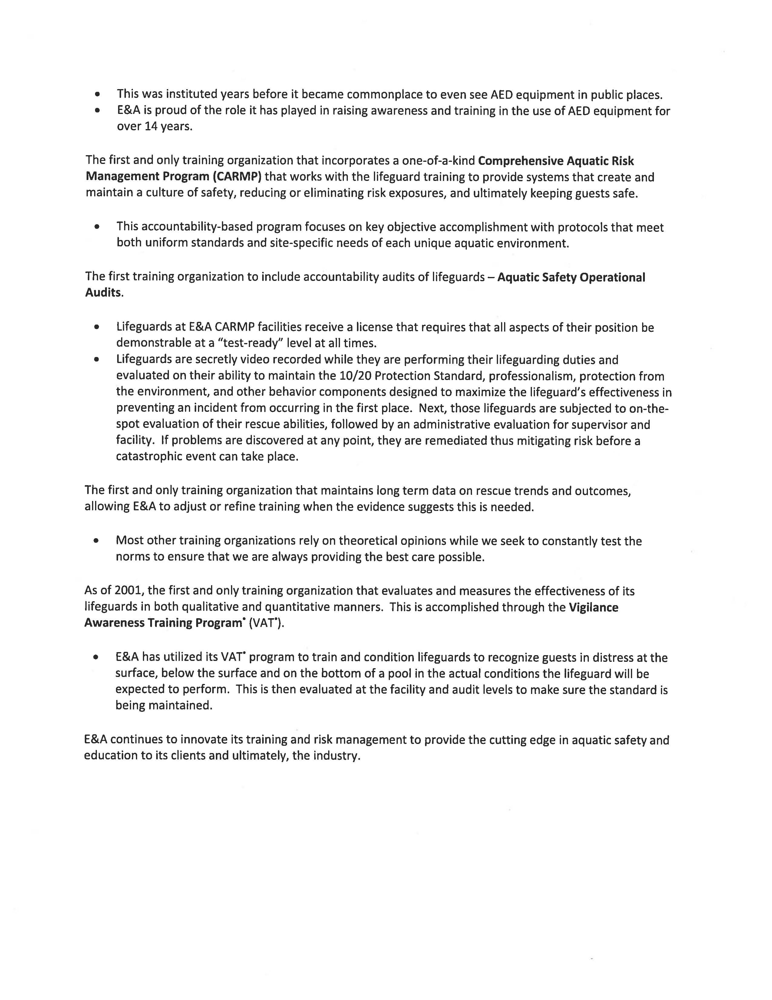 • This was instituted years before it became commonplace to even see AED equipment in public places.
• E&A is proud of the role it has played in raising awareness and training in the use of AED equipment for
over 14 years.
The first and only training organization that incorporates a one-of-a-kind Comprehensive Aquatic Risk
Management Program (CARMP) that works with the lifeguard training to provide systems that create and
maintain a culture of safety, reducing or eliminating risk exposures, and ultimately keeping guests safe.
• This accountability-based program focuses on key objective accomplishment with protocols that meet
both uniform standards and site-specific needs of each unique aquatic environment.
The first training organization to include accountability audits of lifeguards – Aquatic Safety Operational
Audits.
• Lifeguards at E&A CARMP facilities receive a license that requires that all aspects of their position be
demonstrable at a “test-ready” level at all times.
• Lifeguards are secretly video recorded while they are performing their lifeguarding duties and
evaluated on their ability to maintain the 10/20 Protection Standard, professionalism, protection from
the environment, and other behavior components designed to maximize the lifeguard's effectiveness in
preventing an incident from occurring in the first place. Next, those lifeguards are subjected to on-the-
spot evaluation of their rescue abilities, followed by an administrative evaluation for supervisor and
facility. If problems are discovered at any point, they are remediated thus mitigating risk before a
catastrophic event can take place.
The first and only training organization that maintains long term data on rescue trends and outcomes,
allowing E&A to adjust or refine training when the evidence suggests this is needed.
• Most other training organizations rely on theoretical opinions while we seek to constantly test the
norms to ensure that we are always providing the best care possible.
As of 2001, the first and only training organization that evaluates and measures the effectiveness of its
lifeguards in both qualitative and quantitative manners. This is accomplished through the Vigilance
Awareness Training Program® (VAT®).
• E&A has utilized its VAT® program to train and condition lifeguards to recognize guests in distress at the
surface, below the surface and on the bottom of a pool in the actual conditions the lifeguard will be
expected to perform. This is then evaluated at the facility and audit levels to make sure the standard is
being maintained.
E&A continues to innovate its training and risk management to provide the cutting edge in aquatic safety and
education to its clients and ultimately, the industry.